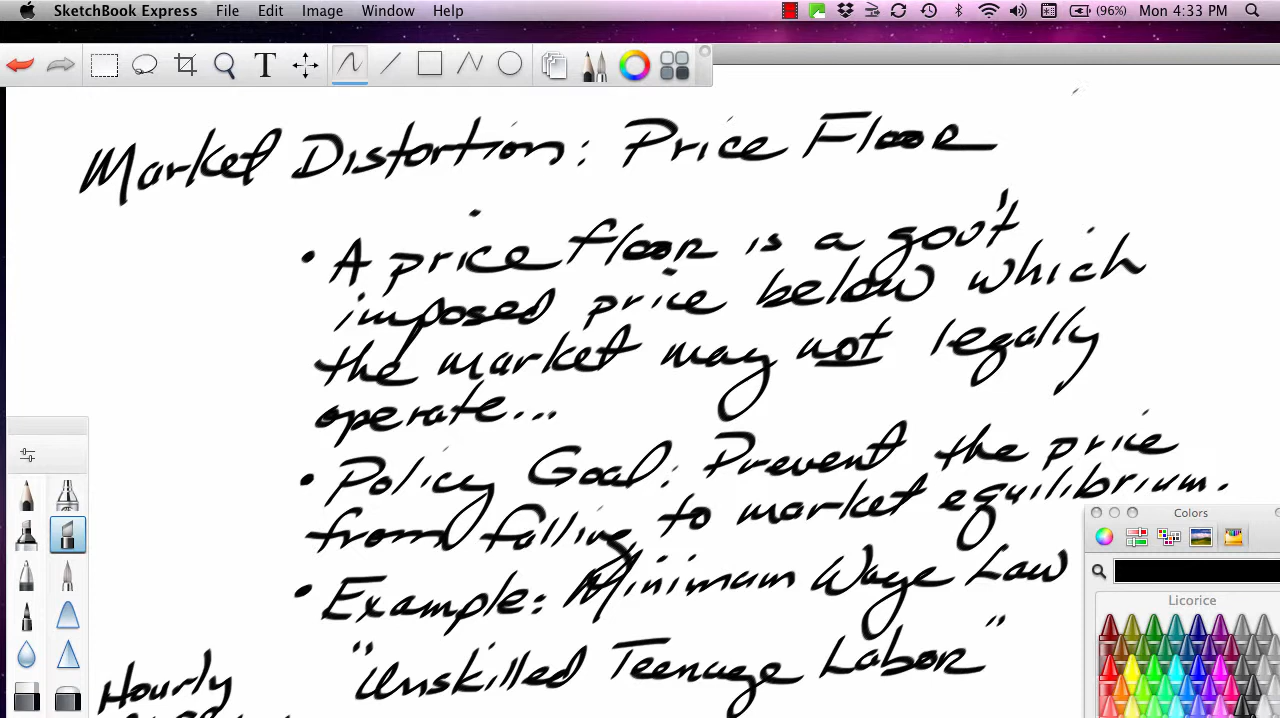 SketchBook Express File Edit Image Window Help (96%) Mon 4:33 PM
T
Market Distortion: Price Floor
• A price floor is a gov't
imposed price below which
the market may not legally
operate...
• Policy Goal: Prevent the price
from falling to market equilibrium.
Colors
• Example: Minimum Wage Law
Licorice
"Unskilled Teenage Labor"
Hourly